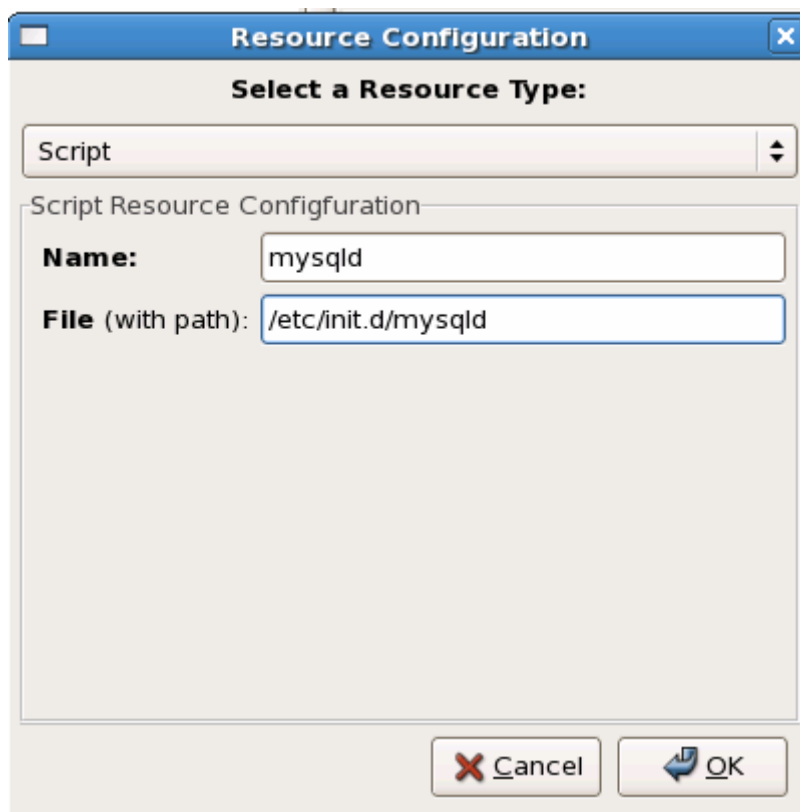 Resource Configuration
Select a Resource Type:
Script
Script Resource Configfuration
Name: mysqld
File (with path): /etc/init.d/mysqld
Cancel OK